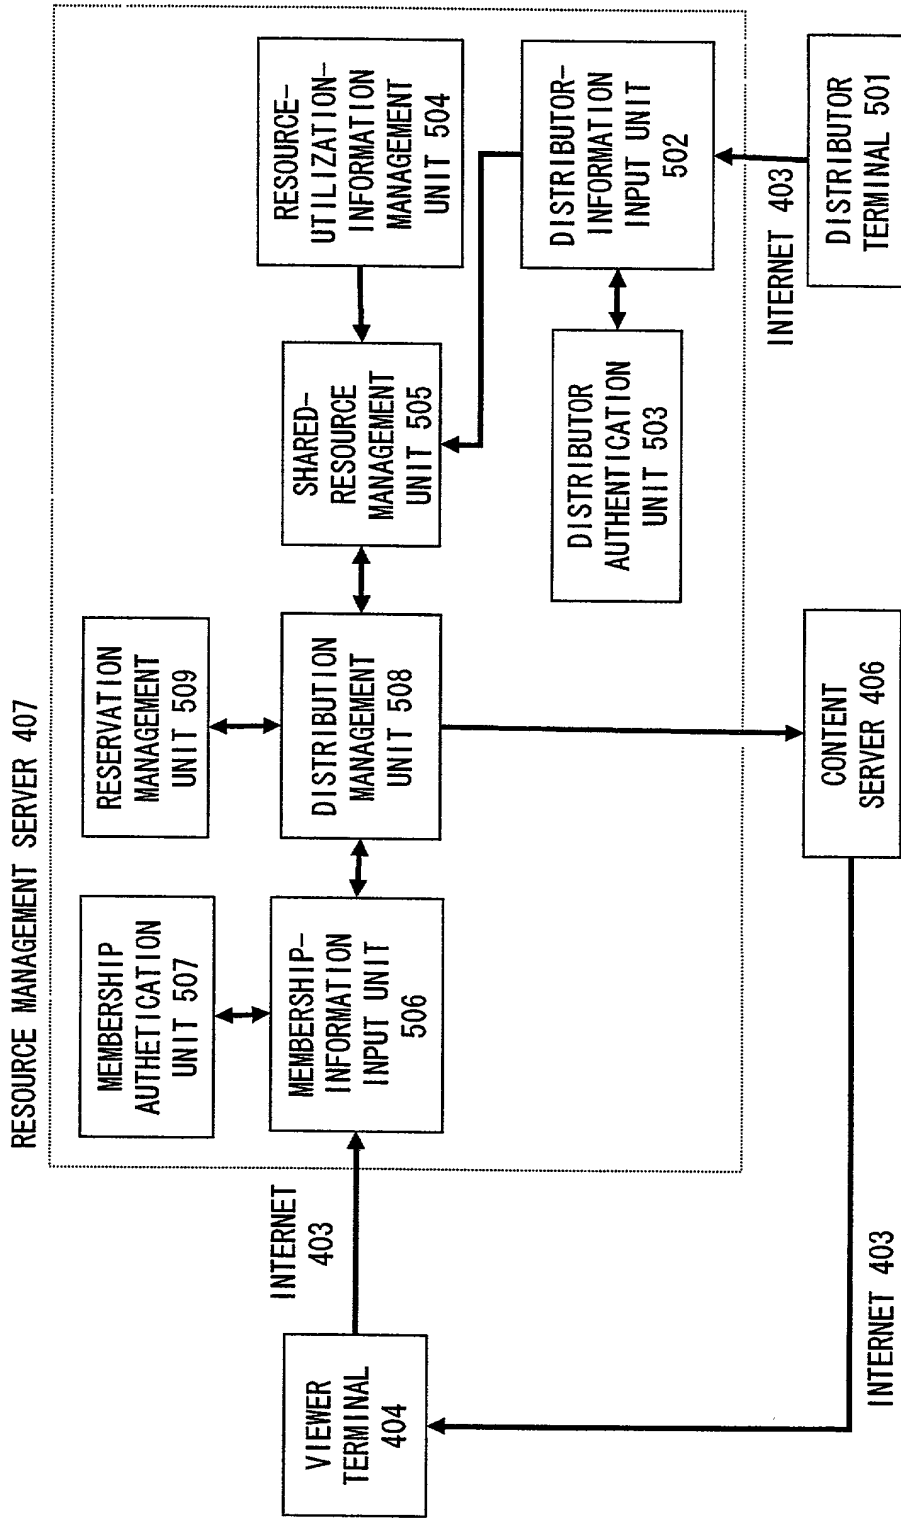 RESOURCE MANAGEMENT SERVER 407
MEMBERSHIP
AUTHETICATION
UNIT 507
RESERVATION
MANAGEMENT
UNIT 509
RESOURCE-
UTILIZATION-
INFORMATION
MANAGEMENT
UNIT 504
INTERNET
403
VIEWER
TERMINAL
404
MEMBERSHIP-
INFORMATION
INPUT UNIT
506
DISTRIBUTION
MANAGEMENT
UNIT 508
SHARED-
RESOURCE
MANAGEMENT
UNIT 505
DISTRIBUTOR
AUTHENTICATION
UNIT 503
DISTRIBUTOR-
INFORMATION
INPUT UNIT
502
INTERNET 403
CONTENT
SERVER 406
INTERNET 403
DISTRIBUTOR
TERMINAL 501